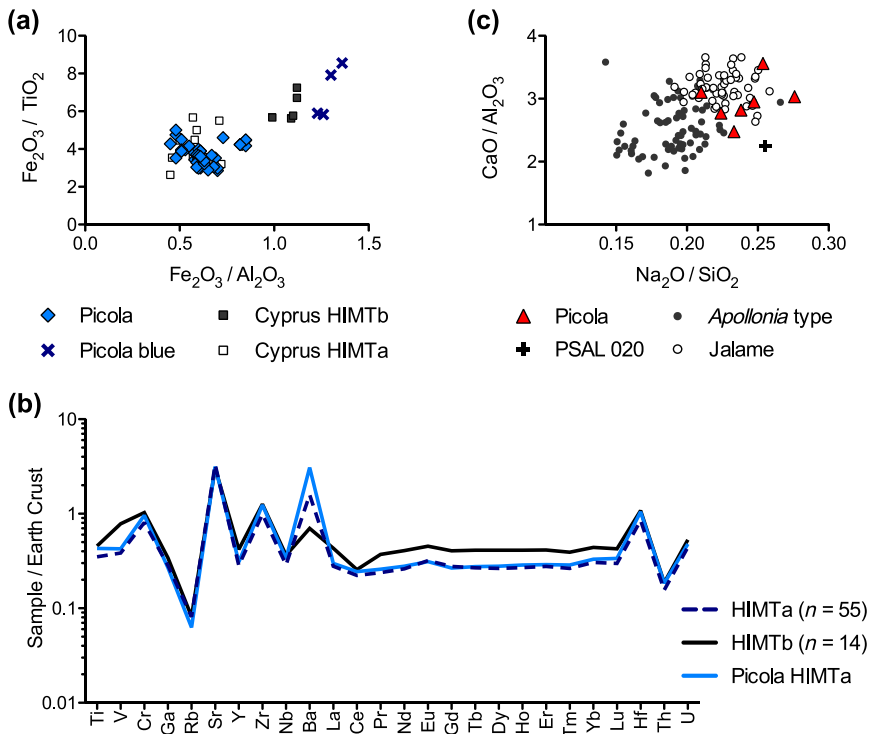 (a)
10
8
6
4
2
0
Fe₂O₃ / TiO₂
0.0 0.5 1.0 1.5
Fe₂O₃ / Al₂O₃
Picola
Cyprus HIMTb
Picola blue
Cyprus HIMTa
(c)
4
3
2
1
CaO / Al₂O₃
0.15 0.20 0.25 0.30
Na₂O / SiO₂
Picola
Apollonia type
PSAL 020
Jalame
(b)
10
1
0.1
0.01
Sample / Earth Crust
Ti V Cr Ga Rb Sr Y Zr Nb Ba La Ce Pr Nd Eu Gd Tb Dy Ho Er Tm Yb Lu Hf Th U
HIMTa (n = 55)
HIMTb (n = 14)
Picola HIMTa